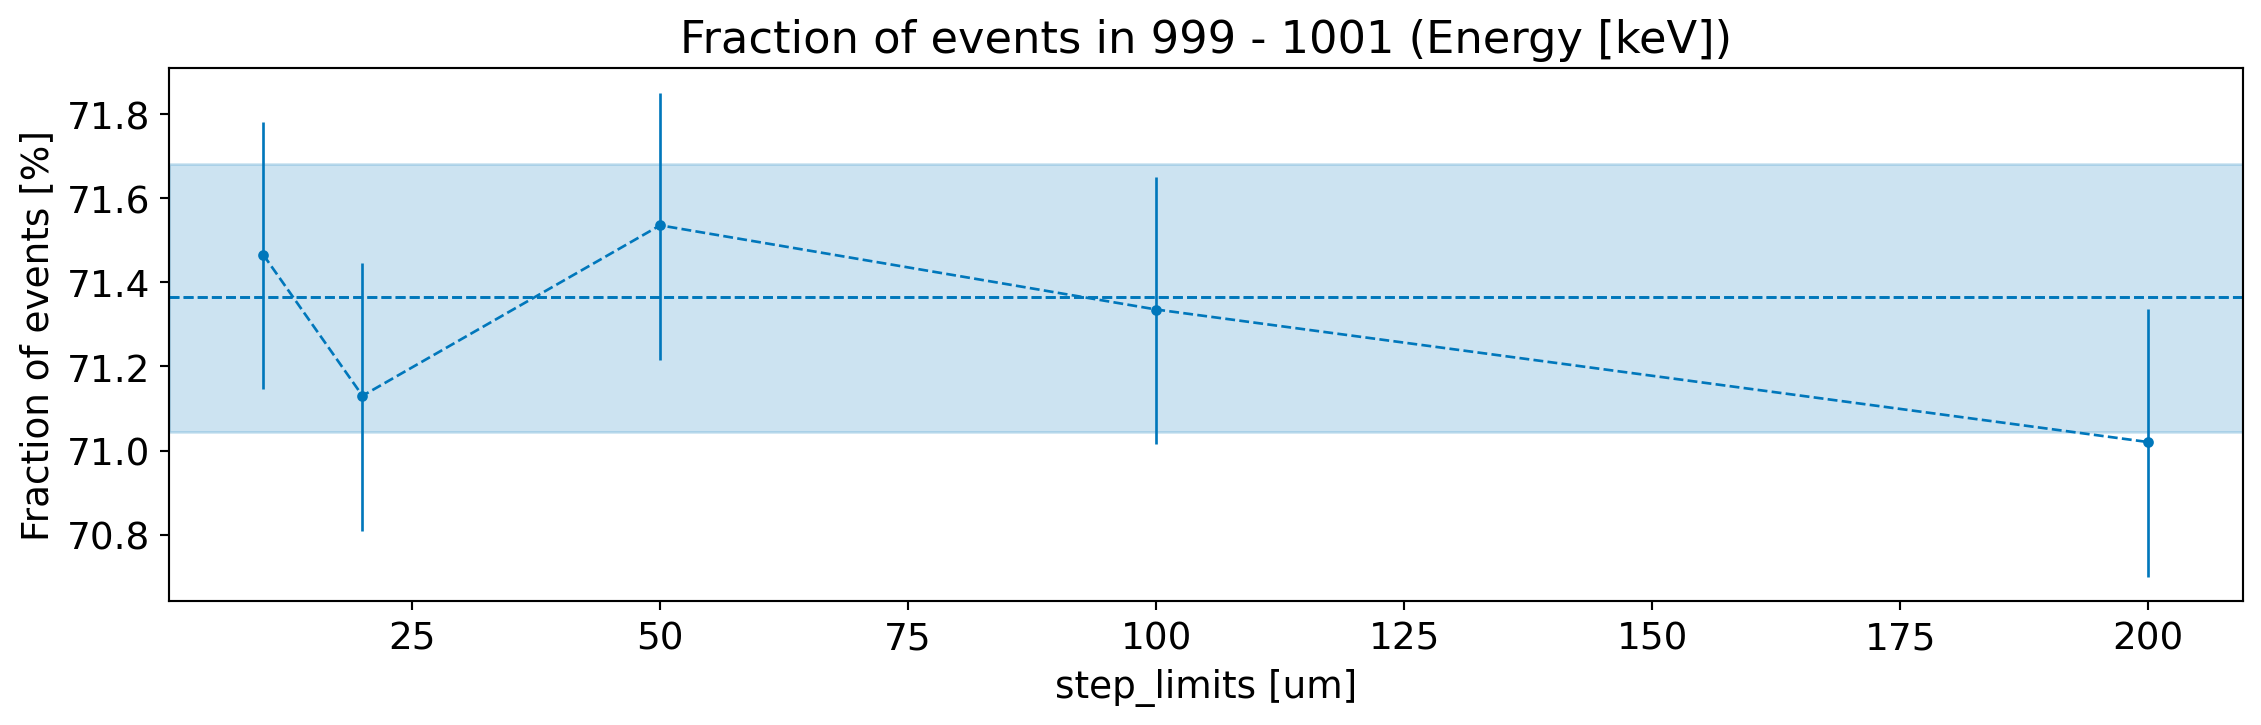 Fraction of events in 999 - 1001 (Energy [keV])
Fraction of events [%]
71.8
71.6
71.4
71.2
71.0
70.8
25 50 75 100 125 150 175 200
step_limits [um]